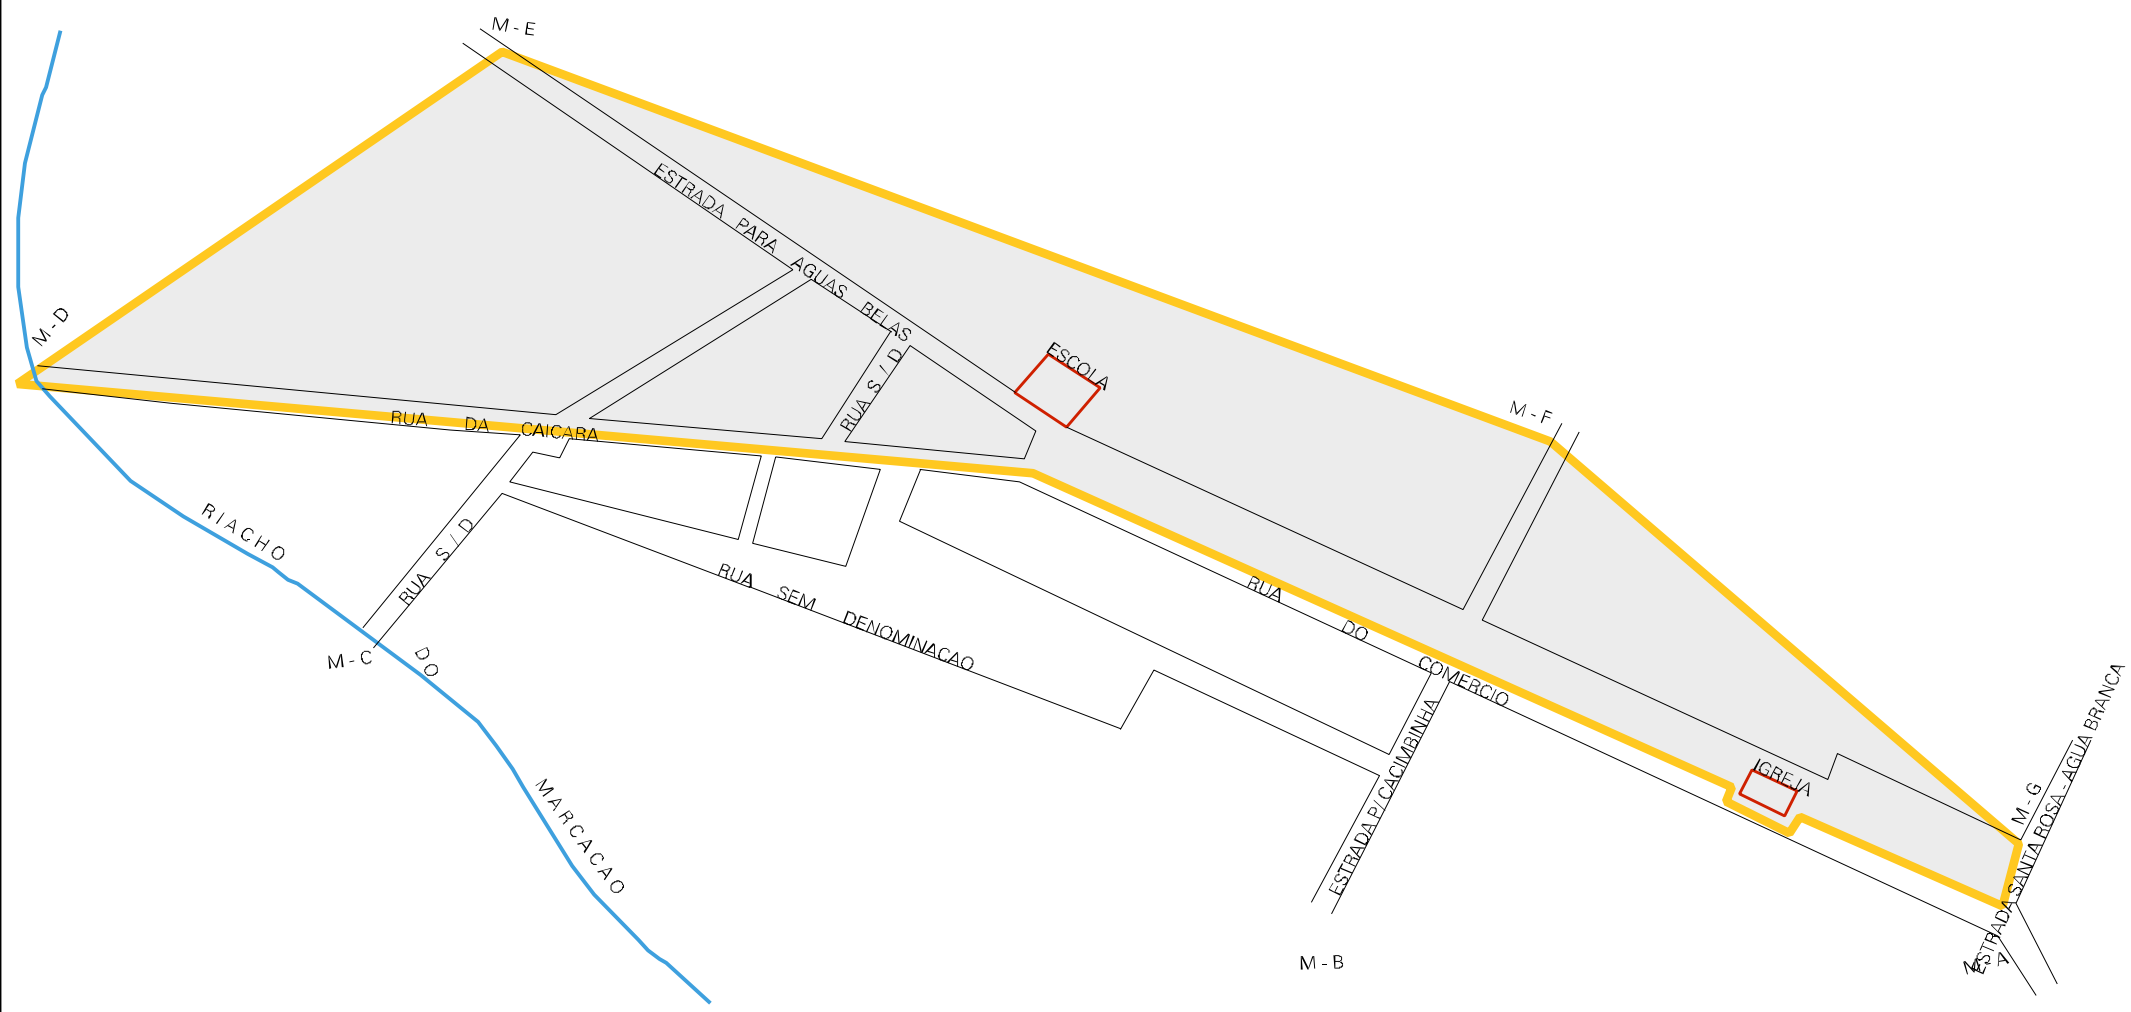 M-E
ESTRADA PARA AGUAS BELAS
M-D
ESCOLA
RUA S/D
M-F
RUA DA CAICARA
RIACHO DO MARCACAO
RUA S/D
M-C
RUA SEM DENOMINACAO
RUA DO COMERCIO
ESTRADA P/CACIMBINHA
M-B
IGREJA
M-G
ESTRADA SANTA ROSA-AGUA BRANCA
M-A